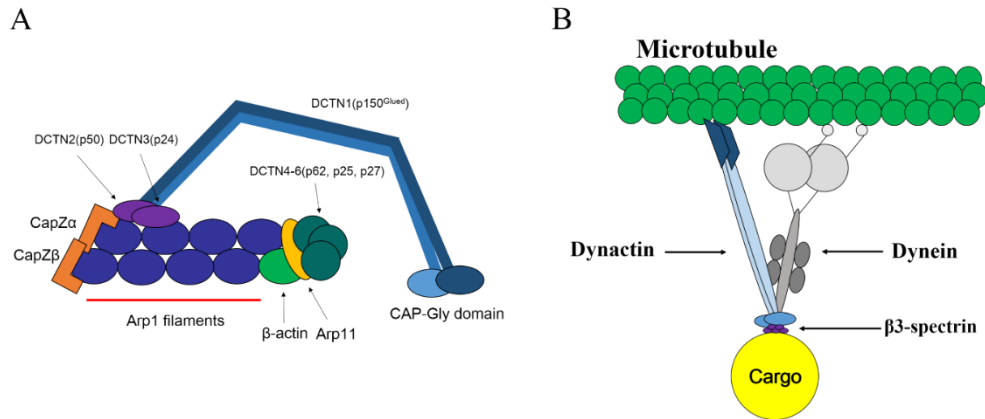 A
DCTN1(p150Glued)
DCTN2(p50)
DCTN3(p24)
DCTN4-6(p62, p25, p27)
CapZα
CapZβ
Arp1 filaments
β-actin
Arp11
CAP-Gly domain
B
Microtubule
Dynactin
Dynein
β3-spectrin
Cargo